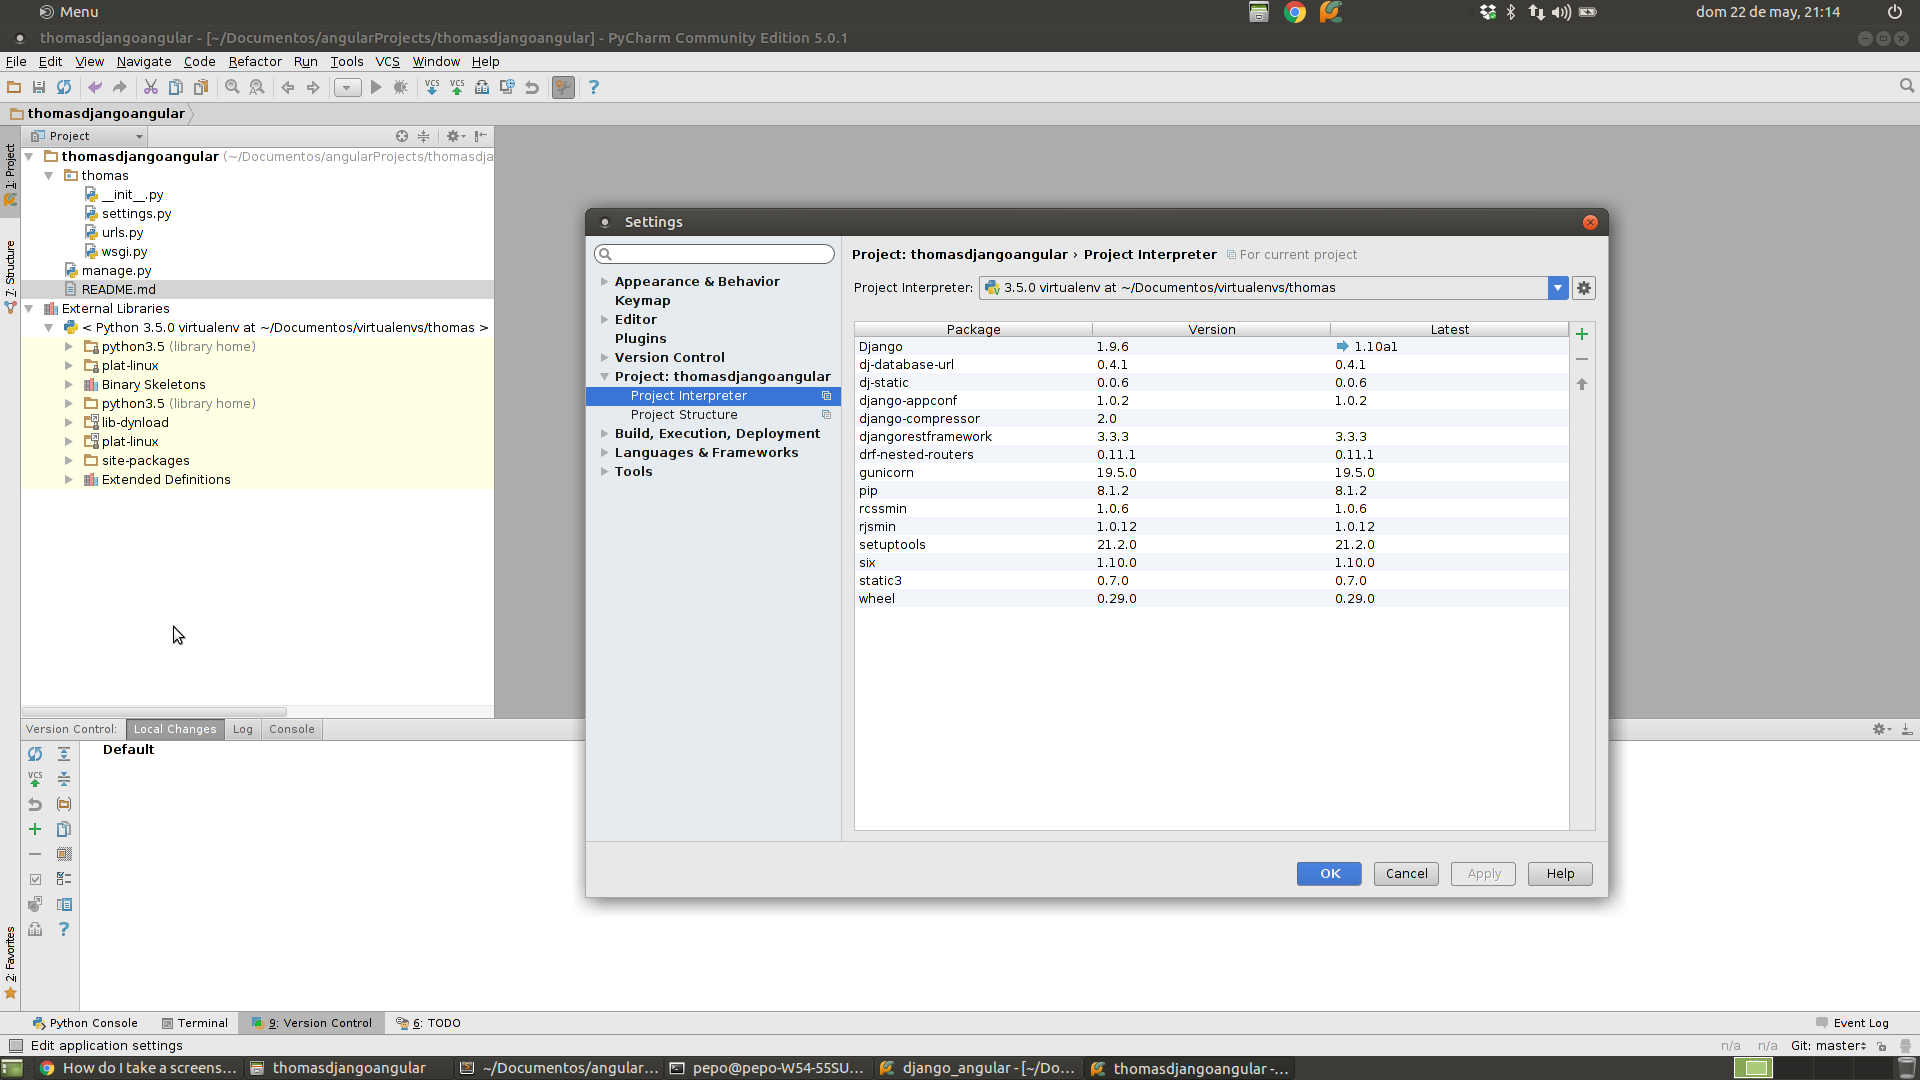 Menu
dom 22 de may, 21:14
thomasdjangoangular - [~/Documentos/angularProjects/thomasdjangoangular] - PyCharm Community Edition 5.0.1
File Edit View Navigate Code Refactor Run Tools VCS Window Help
VCS VCS
thomasdjangoangular
1: Project
Project
thomasdjangoangular (~/Documentos/angularProjects/thomasdja
thomas
__init__.py
settings.py
urls.py
wsgi.py
manage.py
README.md
External Libraries
< Python 3.5.0 virtualenv at ~/Documentos/virtualenvs/thomas >
python3.5 (library home)
plat-linux
Binary Skeletons
python3.5 (library home)
lib-dynload
plat-linux
site-packages
Extended Definitions
7: Structure
Settings
Appearance & Behavior
Keymap
Editor
Plugins
Version Control
Project: thomasdjangoangular
Project Interpreter
Project Structure
Build, Execution, Deployment
Languages & Frameworks
Tools
Project: thomasdjangoangular › Project Interpreter For current project
Project Interpreter: 3.5.0 virtualenv at ~/Documentos/virtualenvs/thomas
Package Version Latest
Django 1.9.6 1.10a1
dj-database-url 0.4.1 0.4.1
dj-static 0.0.6 0.0.6
django-appconf 1.0.2 1.0.2
django-compressor 2.0
djangorestframework 3.3.3 3.3.3
drf-nested-routers 0.11.1 0.11.1
gunicorn 19.5.0 19.5.0
pip 8.1.2 8.1.2
rcssmin 1.0.6 1.0.6
rjsmin 1.0.12 1.0.12
setuptools 21.2.0 21.2.0
six 1.10.0 1.10.0
static3 0.7.0 0.7.0
wheel 0.29.0 0.29.0
OK Cancel Apply Help
Version Control: Local Changes Log Console
Default
VCS
2: Favorites
Python Console Terminal 9: Version Control 6: TODO Event Log
Edit application settings n/a n/a Git: master
How do I take a screens... thomasdjangoangular ~/Documentos/angular... pepo@pepo-W54-55SU... django_angular - [~/Do... thomasdjangoangular -...